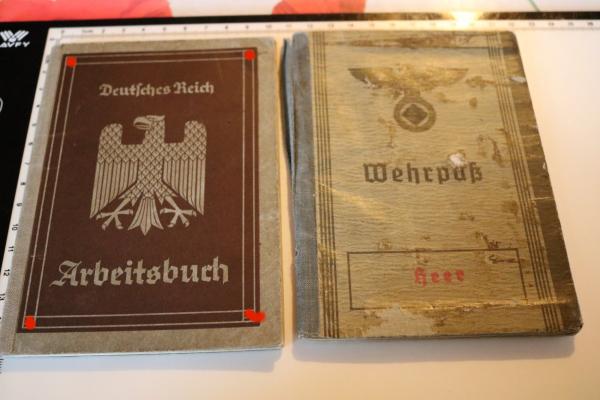 Deutsches Reich
Arbeitsbuch
Wehrpaß
Heer